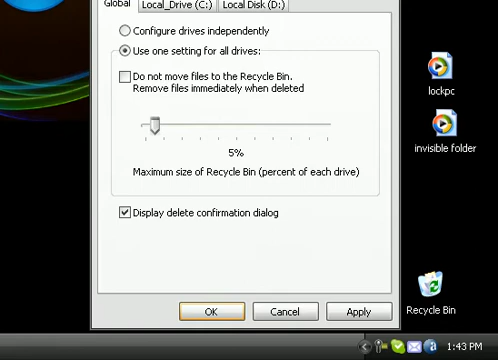 Global
Local_Drive (C:)
Local Disk (D:)
Configure drives independently
Use one setting for all drives:
Do not move files to the Recycle Bin.
Remove files immediately when deleted
5%
Maximum size of Recycle Bin (percent of each drive)
Display delete confirmation dialog
OK
Cancel
Apply
lockpc
invisible folder
Recycle Bin
1:43 PM